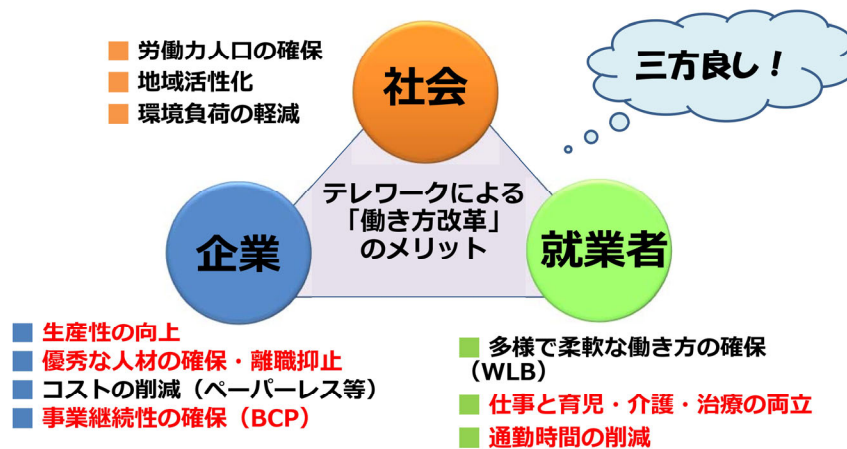 ■ 労働力人口の確保
■ 地域活性化
■ 環境負荷の軽減
社会
三方良し！
テレワークによる
「働き方改革」
のメリット
企業
就業者
■ 生産性の向上
■ 優秀な人材の確保・離職抑止
■ コストの削減（ペーパーレス等）
■ 事業継続性の確保（BCP）
■ 多様で柔軟な働き方の確保
（WLB）
■ 仕事と育児・介護・治療の両立
■ 通勤時間の削減